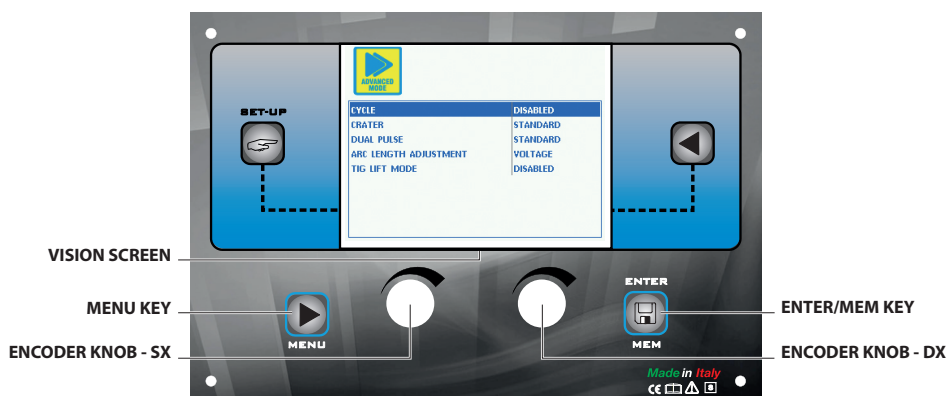 ADVANCED
MODE
CYCLE DISABLED
CRATER STANDARD
DUAL PULSE STANDARD
ARC LENGTH ADJUSTMENT VOLTAGE
TIG LIFT MODE DISABLED
SET-UP
VISION SCREEN
MENU KEY
ENCODER KNOB - SX
MENU
ENTER
MEM
ENTER/MEM KEY
ENCODER KNOB - DX
Made in Italy
CE